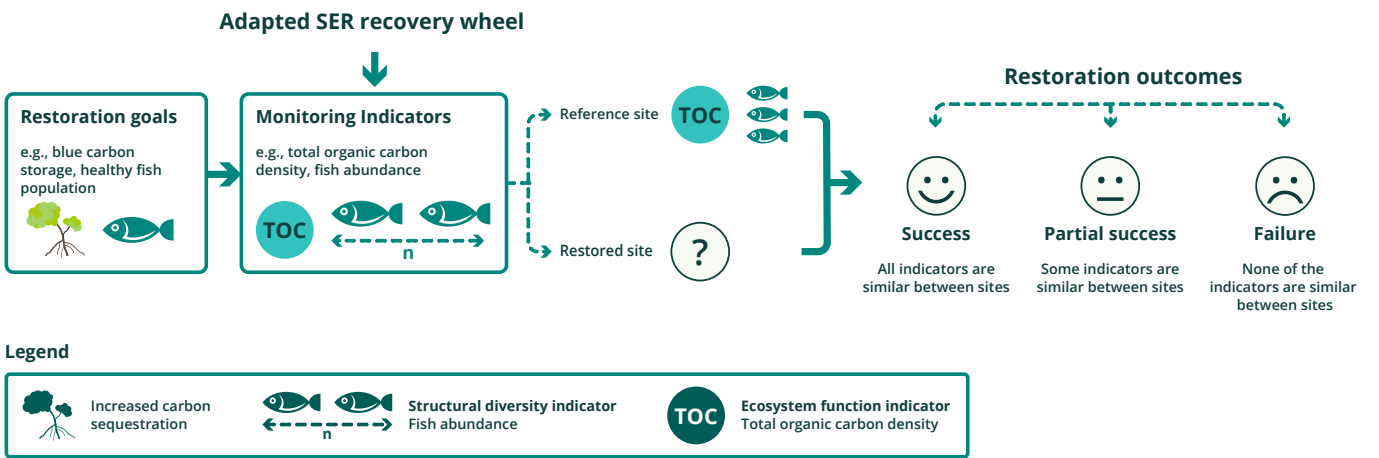 Adapted SER recovery wheel
Restoration goals
e.g., blue carbon
storage, healthy fish
population
Monitoring Indicators
e.g., total organic carbon
density, fish abundance
TOC
n
Reference site
TOC
Restored site
?
Restoration outcomes
Success
All indicators are
similar between sites
Partial success
Some indicators are
similar between sites
Failure
None of the
indicators are similar
between sites
Legend
Increased carbon
sequestration
n
Structural diversity indicator
Fish abundance
TOC
Ecosystem function indicator
Total organic carbon density